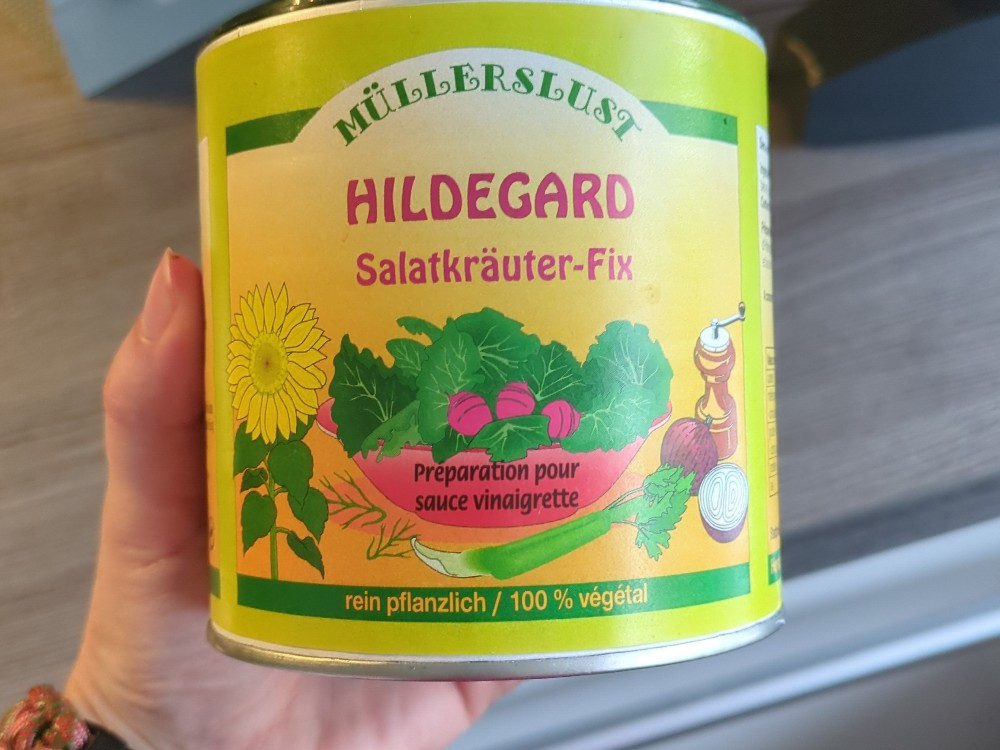 MÜLLERSLUST
HILDEGARD
Salatkräuter-Fix
Préparation pour
sauce vinaigrette
rein pflanzlich / 100 % végétal